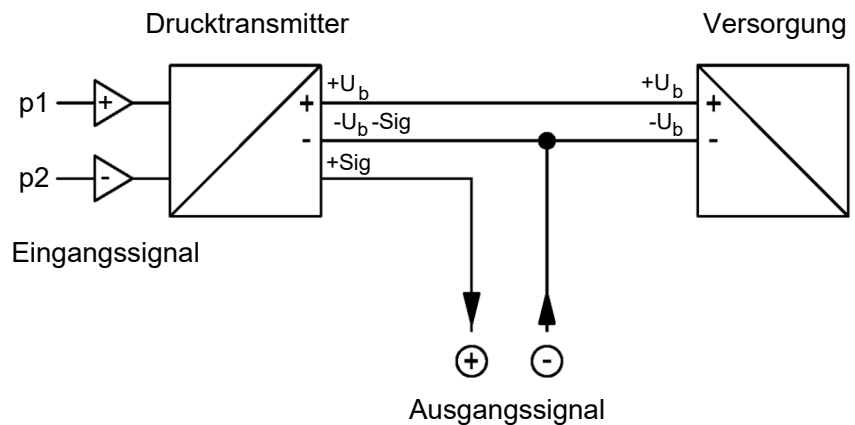 Drucktransmitter
Versorgung
p1
+
+
+U_b
+U_b
+
-
-U_b -Sig
-U_b
-
p2
-
+Sig
Eingangssignal
+
-
Ausgangssignal